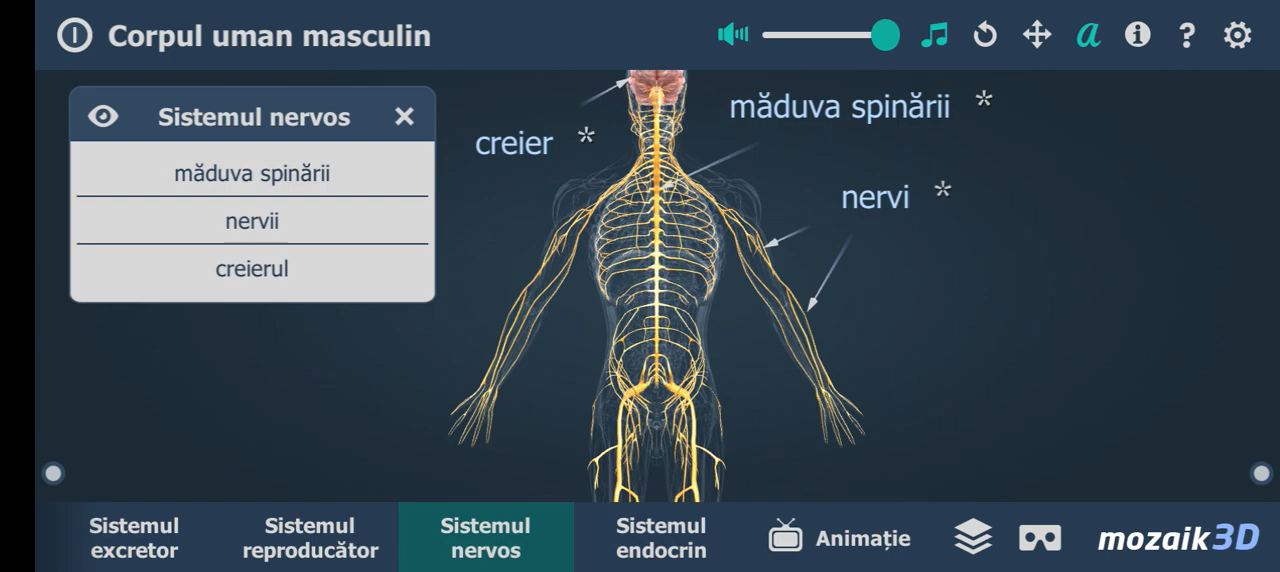 Corpul uman masculin
a
i
?
Sistemul nervos
măduva spinării
nervii
creierul
măduva spinării *
creier *
nervi *
Sistemul
excretor
Sistemul
reproducător
Sistemul
nervos
Sistemul
endocrin
Animație
mozaik3D